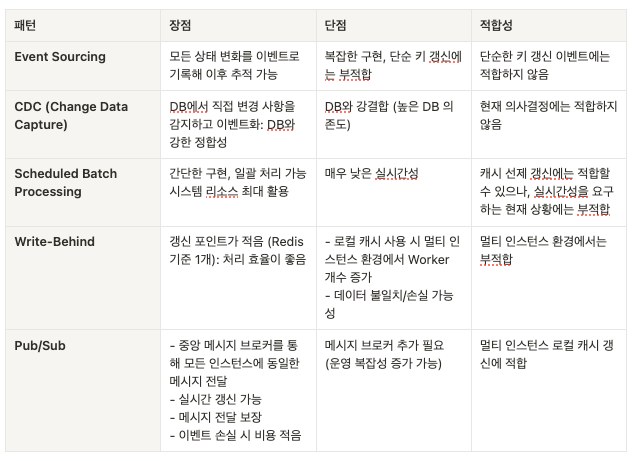 패턴
장점
단점
적합성
Event Sourcing
모든 상태 변화를 이벤트로
기록해 이후 추적 가능
복잡한 구현, 단순 키 갱신에
는 부적합
단순한 키 갱신 이벤트에는
적합하지 않음
CDC (Change Data
Capture)
DB에서 직접 변경 사항을
감지하고 이벤트화: DB와
강한 정합성
DB와 강결합 (높은 DB 의
존도)
현재 의사결정에는 적합하지
않음
Scheduled Batch
Processing
간단한 구현, 일괄 처리 가능
시스템 리소스 최대 활용
매우 낮은 실시간성
캐시 선제 갱신에는 적합할
수 있으나, 실시간성을 요구
하는 현재 상황에는 부적합
Write-Behind
갱신 포인트가 적음 (Redis
기준 1개): 처리 효율이 좋음
- 로컬 캐시 사용 시 멀티 인
스턴스 환경에서 Worker
개수 증가
- 데이터 불일치/손실 가능
성
멀티 인스턴스 환경에서는
부적합
Pub/Sub
- 중앙 메시지 브로커를 통
해 모든 인스턴스에 동일한
메시지 전달
- 실시간 갱신 가능
- 메시지 전달 보장
- 이벤트 손실 시 비용 적음
메시지 브로커 추가 필요
(운영 복잡성 증가 가능)
멀티 인스턴스 로컬 캐시 갱
신에 적합